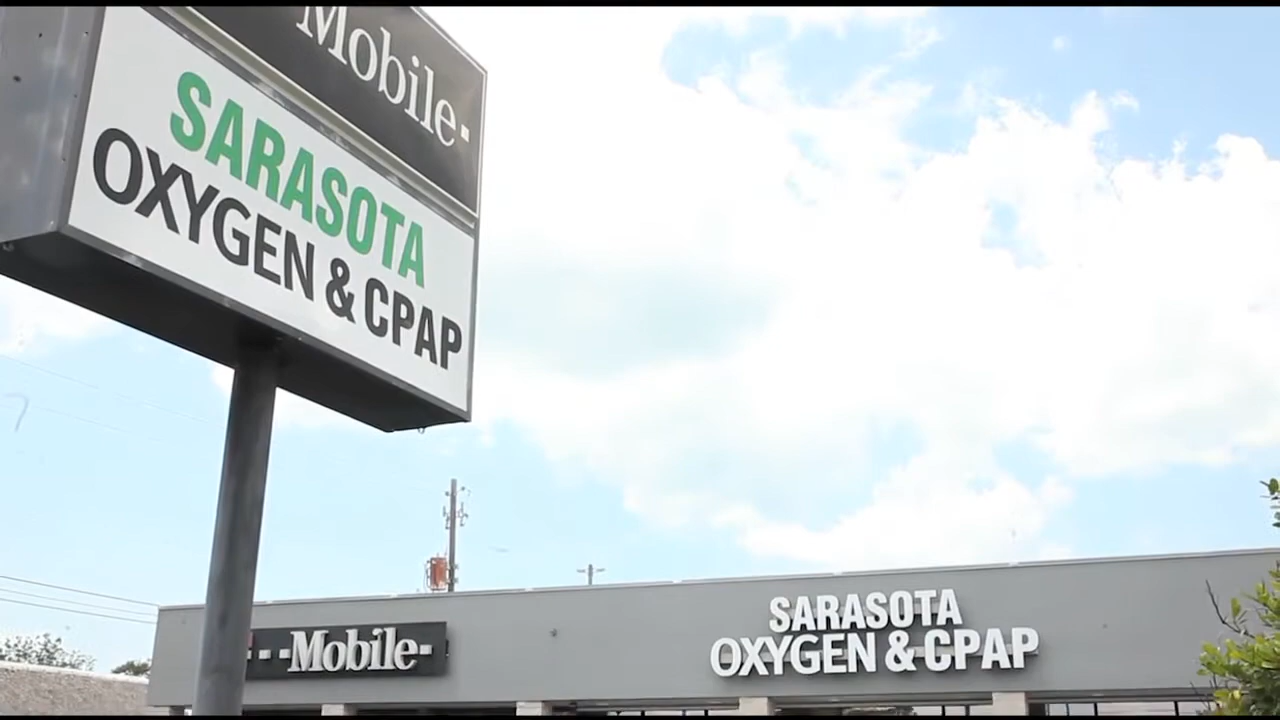 Mobile-
SARASOTA
OXYGEN & CPAP
- - -Mobile-
SARASOTA
OXYGEN & CPAP